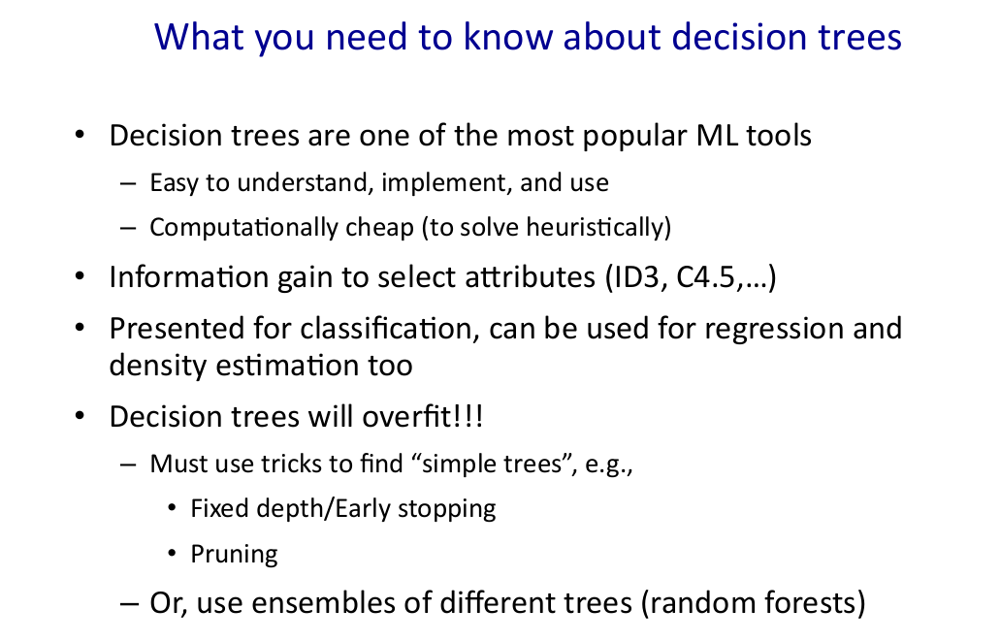 What you need to know about decision trees
• Decision trees are one of the most popular ML tools
– Easy to understand, implement, and use
– Computationally cheap (to solve heuristically)
• Information gain to select attributes (ID3, C4.5,…)
• Presented for classification, can be used for regression and
density estimation too
• Decision trees will overfit!!!
– Must use tricks to find “simple trees”, e.g.,
• Fixed depth/Early stopping
• Pruning
– Or, use ensembles of different trees (random forests)